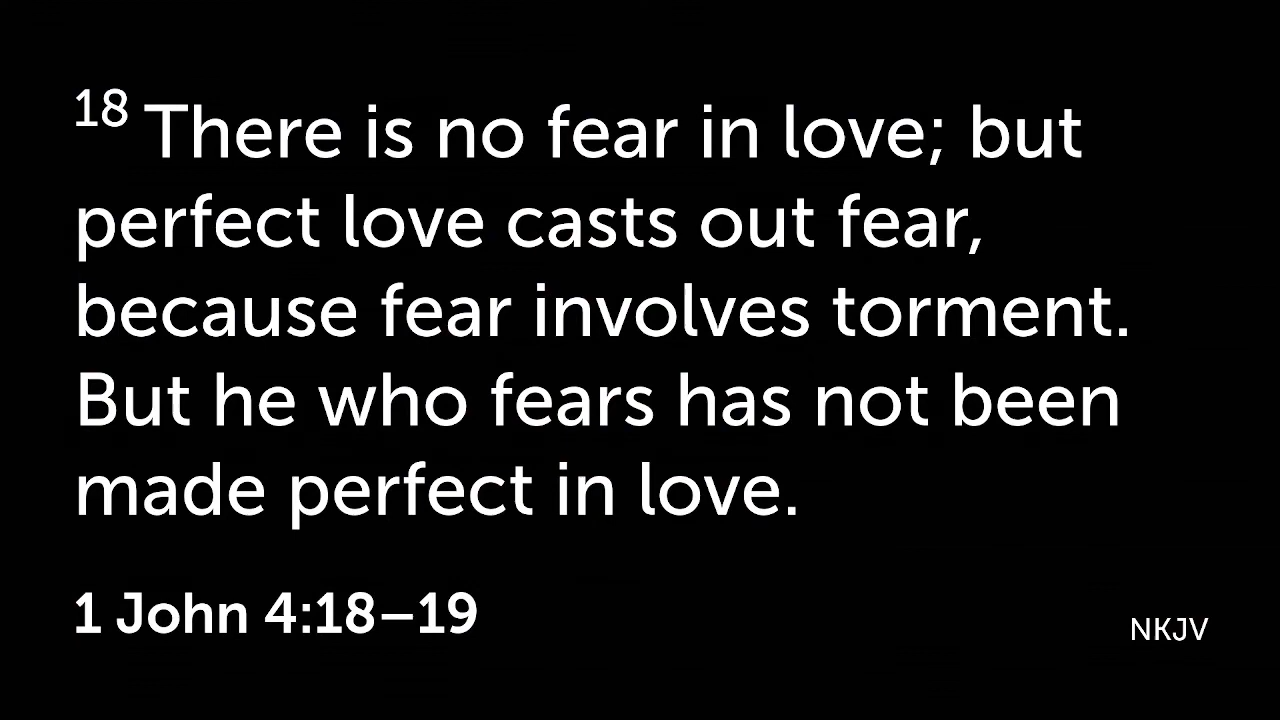 18 There is no fear in love; but
perfect love casts out fear,
because fear involves torment.
But he who fears has not been
made perfect in love.
1 John 4:18–19
NKJV